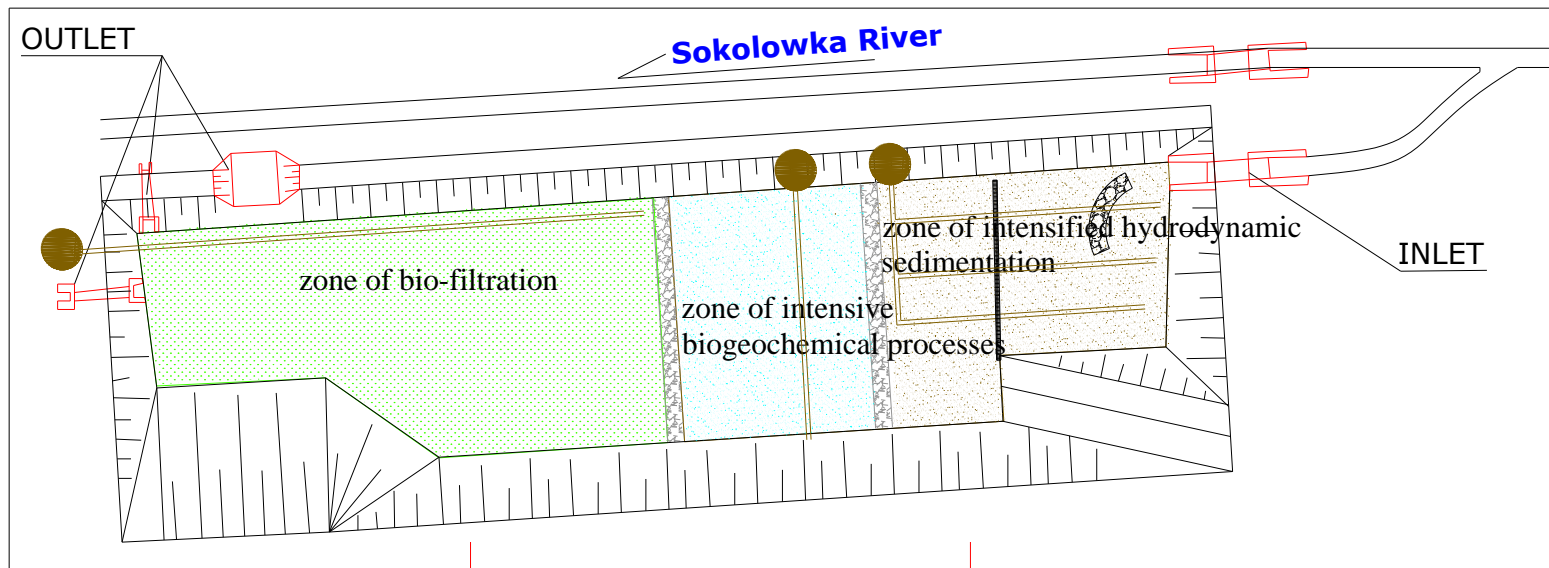 OUTLET
Sokolowka River
zone of intensified hydrodynamic
sedimentation
INLET
zone of bio-filtration
zone of intensive
biogeochemical processes